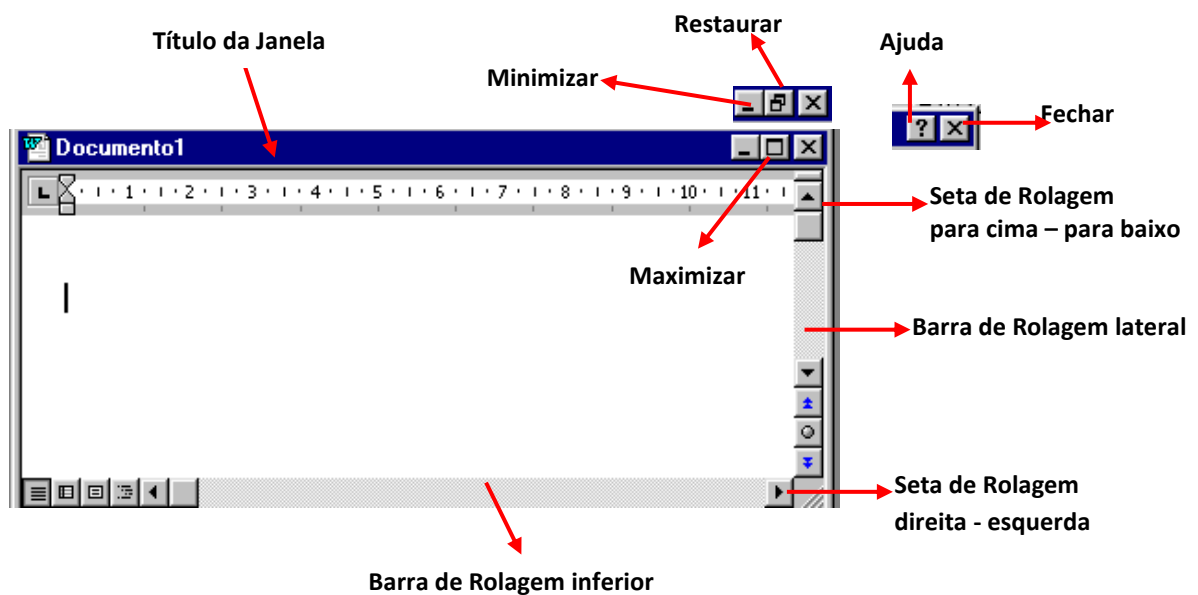 Restaurar
Título da Janela
Ajuda
Minimizar
Fechar
?
Documento1
L 1 2 3 4 5 6 7 8 9 10 11
Seta de Rolagem
para cima – para baixo
Maximizar
Barra de Rolagem lateral
Seta de Rolagem
direita - esquerda
Barra de Rolagem inferior